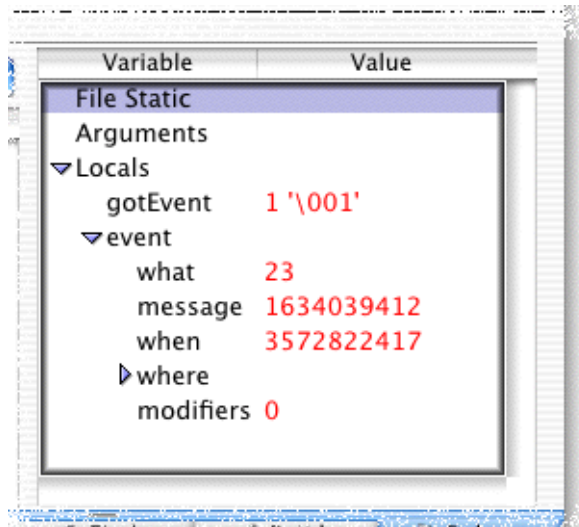 Variable Value
File Static
Arguments
Locals
gotEvent 1 '\001'
event
what 23
message 1634039412
when 3572822417
where
modifiers 0